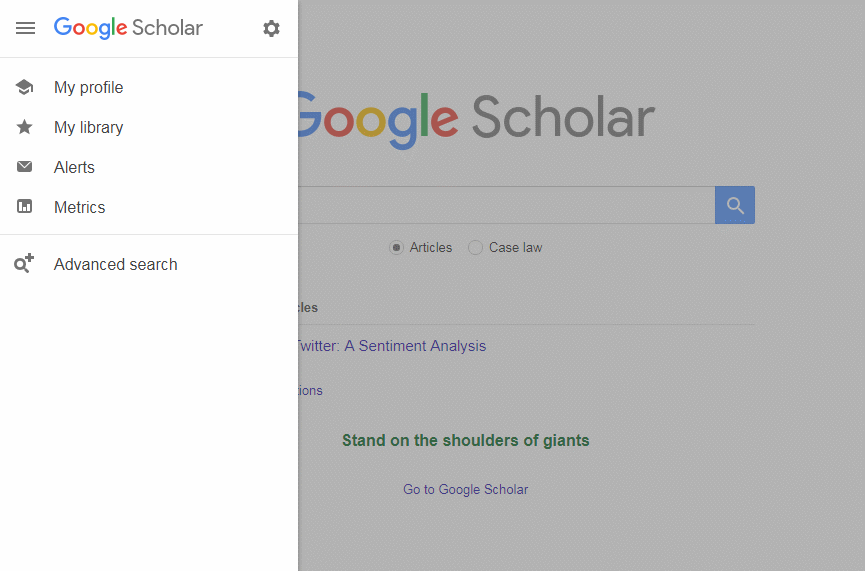 Google Scholar
My profile
My library
Alerts
Metrics
Advanced search
Google Scholar
Articles Case law
cles
Twitter: A Sentiment Analysis
tions
Stand on the shoulders of giants
Go to Google Scholar